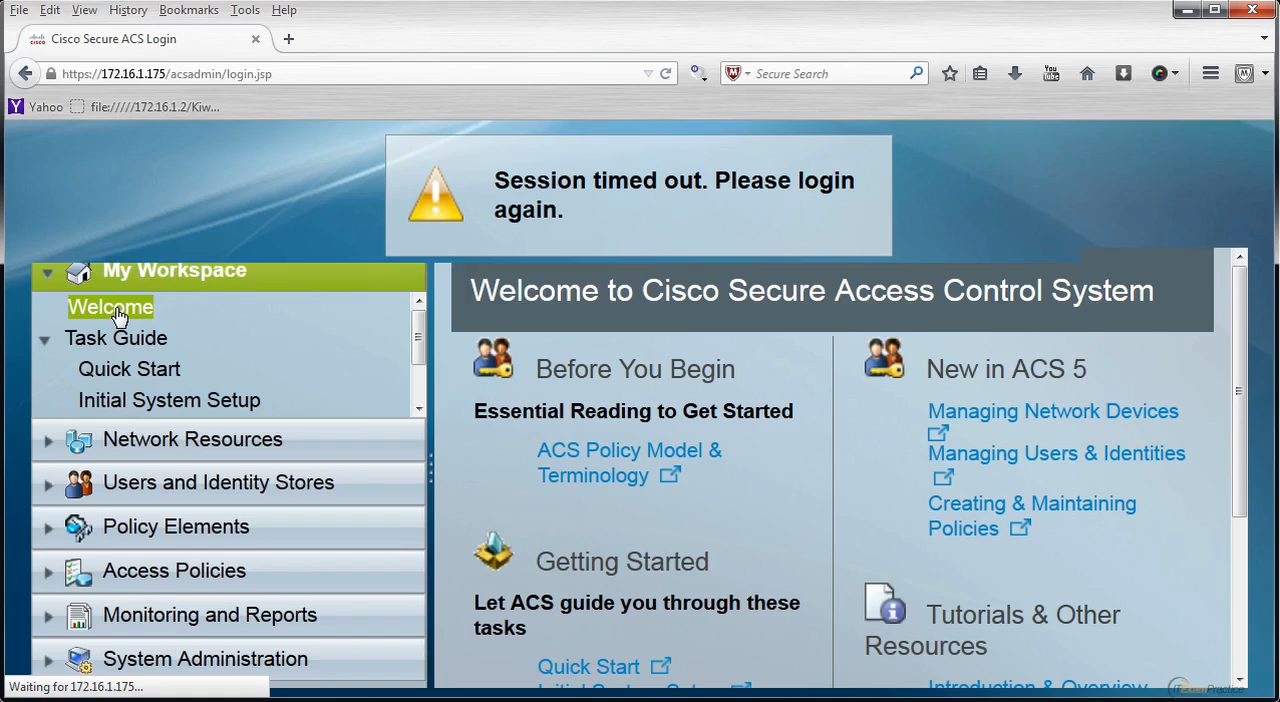 File Edit View History Bookmarks Tools Help
Cisco Secure ACS Login
https://172.16.1.175/acsadmin/login.jsp
Secure Search
You Tube
Yahoo
file://///172.16.1.2/Kiw...
Session timed out. Please login
again.
My Workspace
Welcome
Task Guide
Quick Start
Initial System Setup
Network Resources
Users and Identity Stores
Policy Elements
Access Policies
Monitoring and Reports
System Administration
Waiting for 172.16.1.175...
Welcome to Cisco Secure Access Control System
Before You Begin
Essential Reading to Get Started
ACS Policy Model &
Terminology
Getting Started
Let ACS guide you through these
tasks
Quick Start
New in ACS 5
Managing Network Devices
Managing Users & Identities
Creating & Maintaining
Policies
Tutorials & Other
Resources
Introduction & Overview